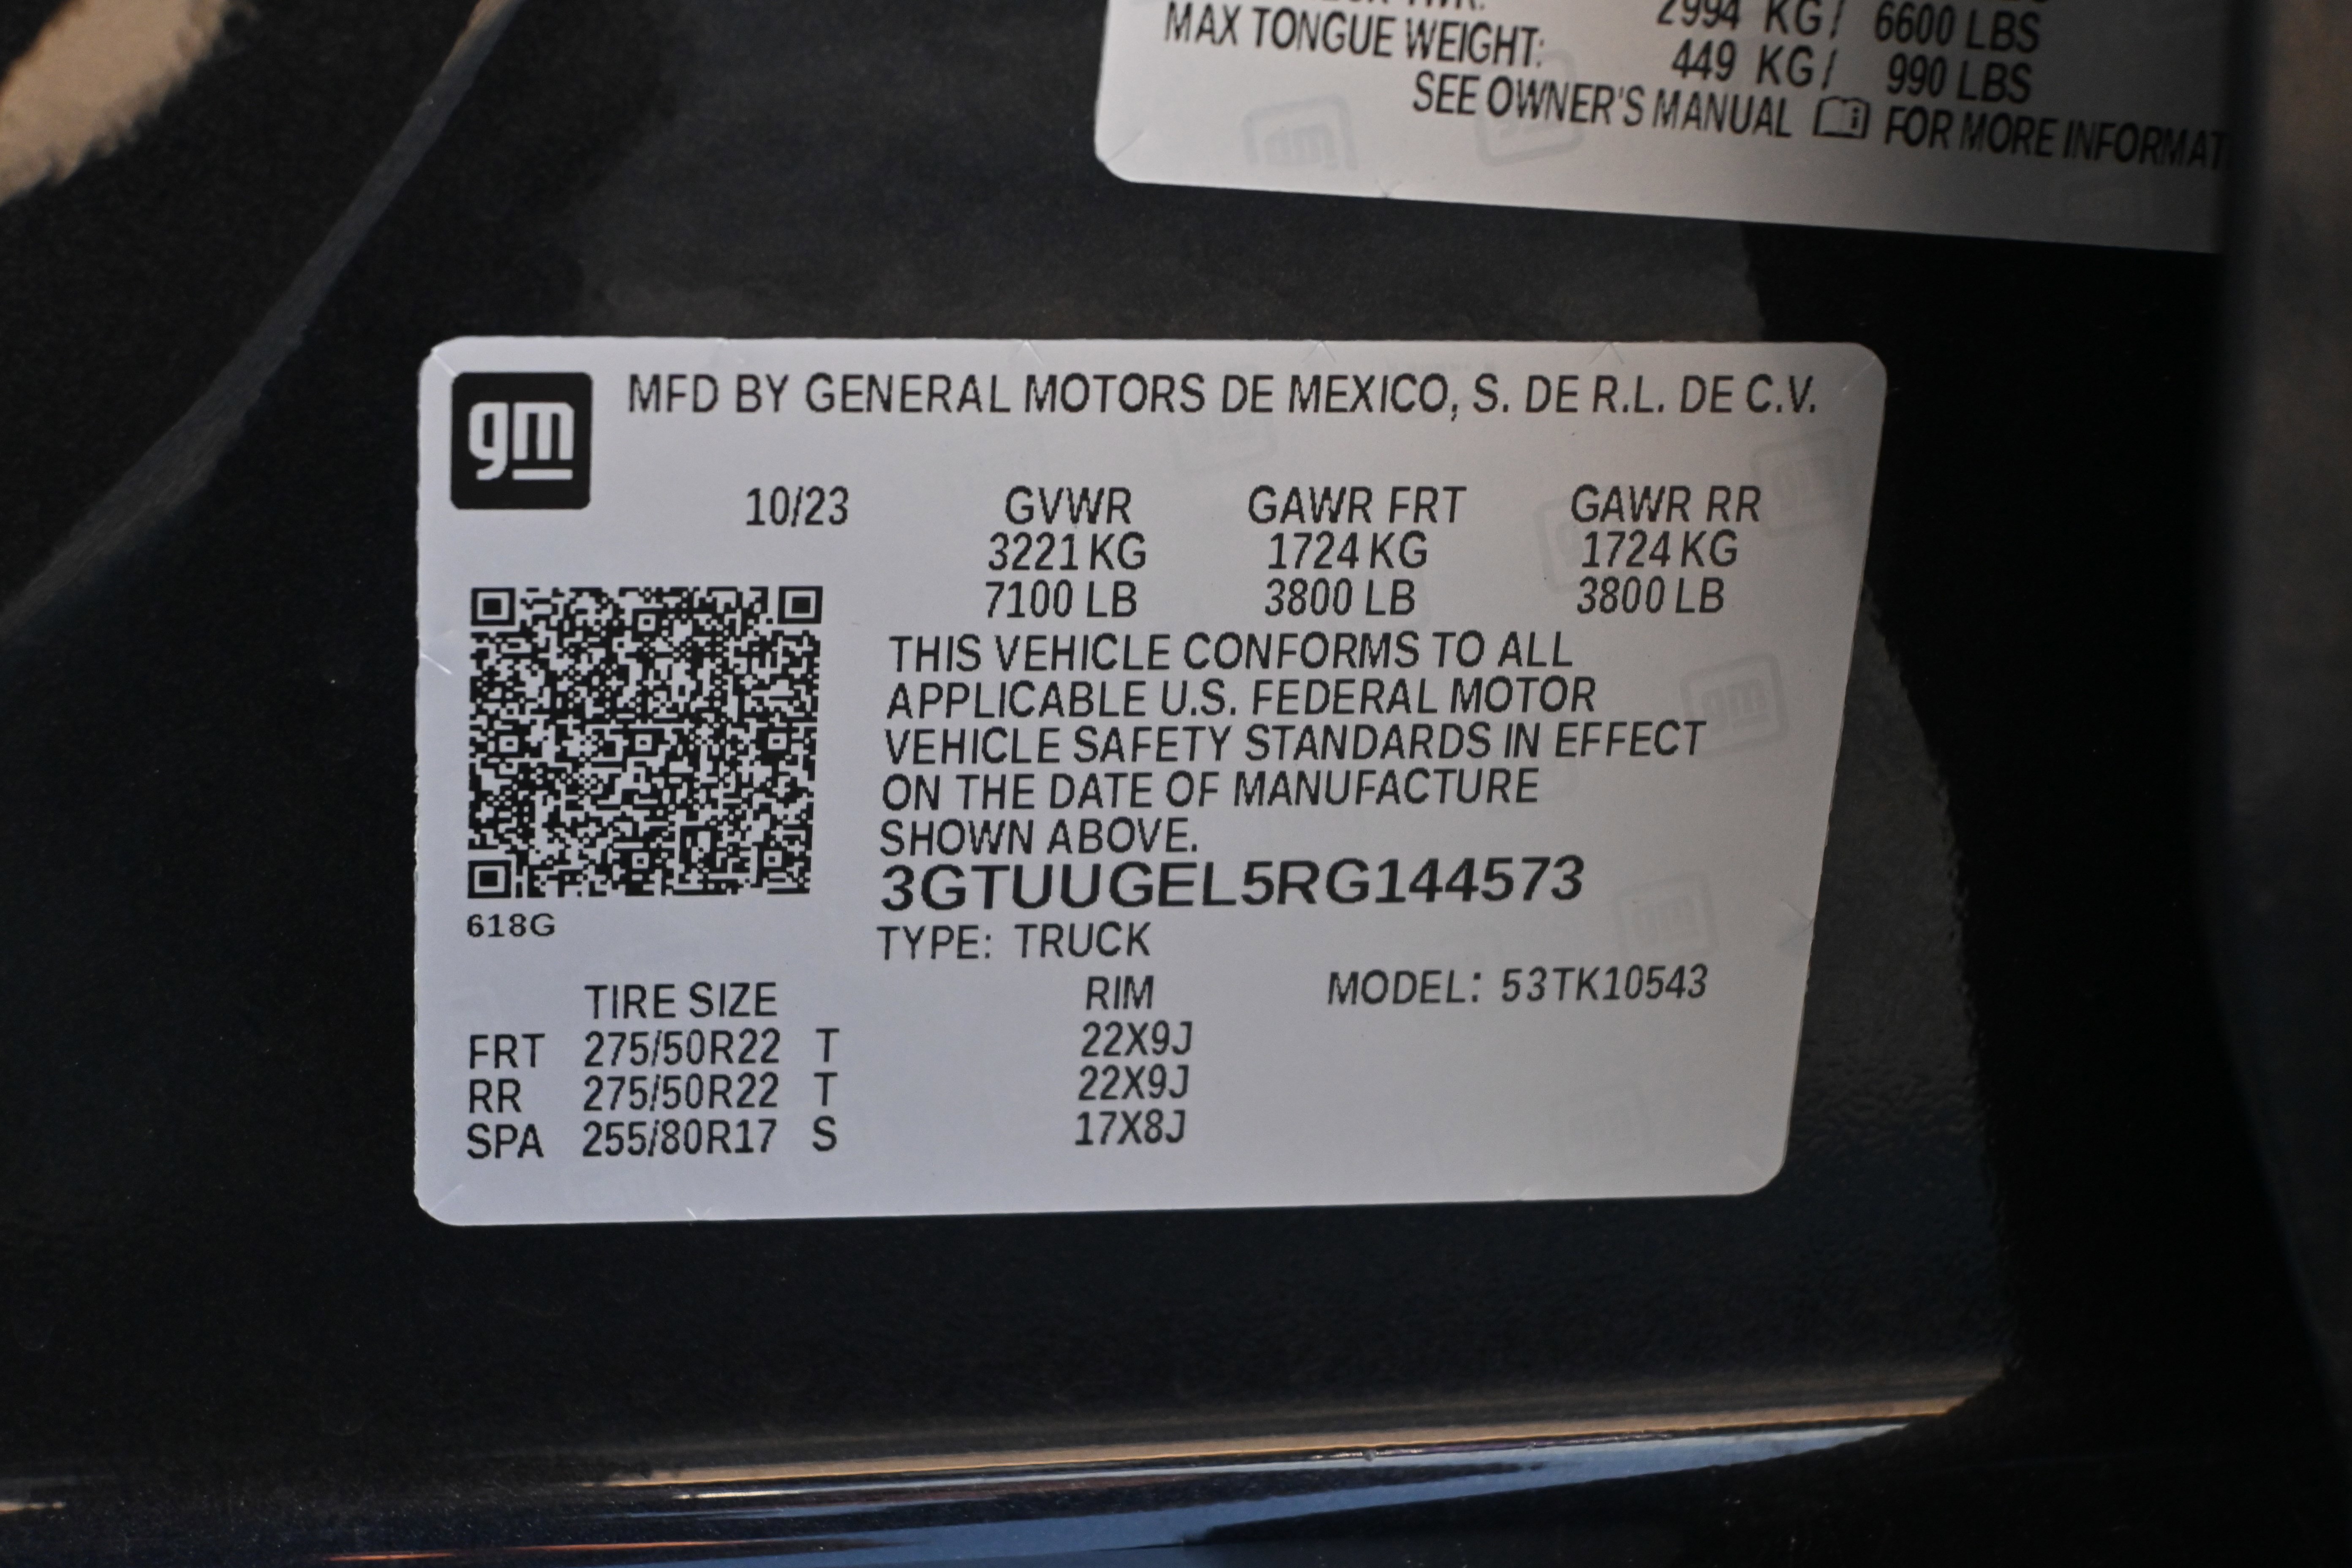 2994 KG / 6600 LBS
MAX TONGUE WEIGHT: 449 KG / 990 LBS
SEE OWNER'S MANUAL FOR MORE
gm
MFD BY GENERAL MOTORS DE MEXICO, S. DE R.L. DE C.V.
10/23 GVWR GAWR FRT GAWR RR
3221 KG 1724 KG 1724 KG
7100 LB 3800 LB 3800 LB
THIS VEHICLE CONFORMS TO ALL
APPLICABLE U.S. FEDERAL MOTOR
VEHICLE SAFETY STANDARDS IN EFFECT
ON THE DATE OF MANUFACTURE
SHOWN ABOVE.
3GTUUGEL5RG144573
618G
TYPE: TRUCK
TIRE SIZE RIM MODEL: 53TK10543
FRT 275/50R22 T 22X9J
RR 275/50R22 T 22X9J
SPA 255/80R17 S 17X8J